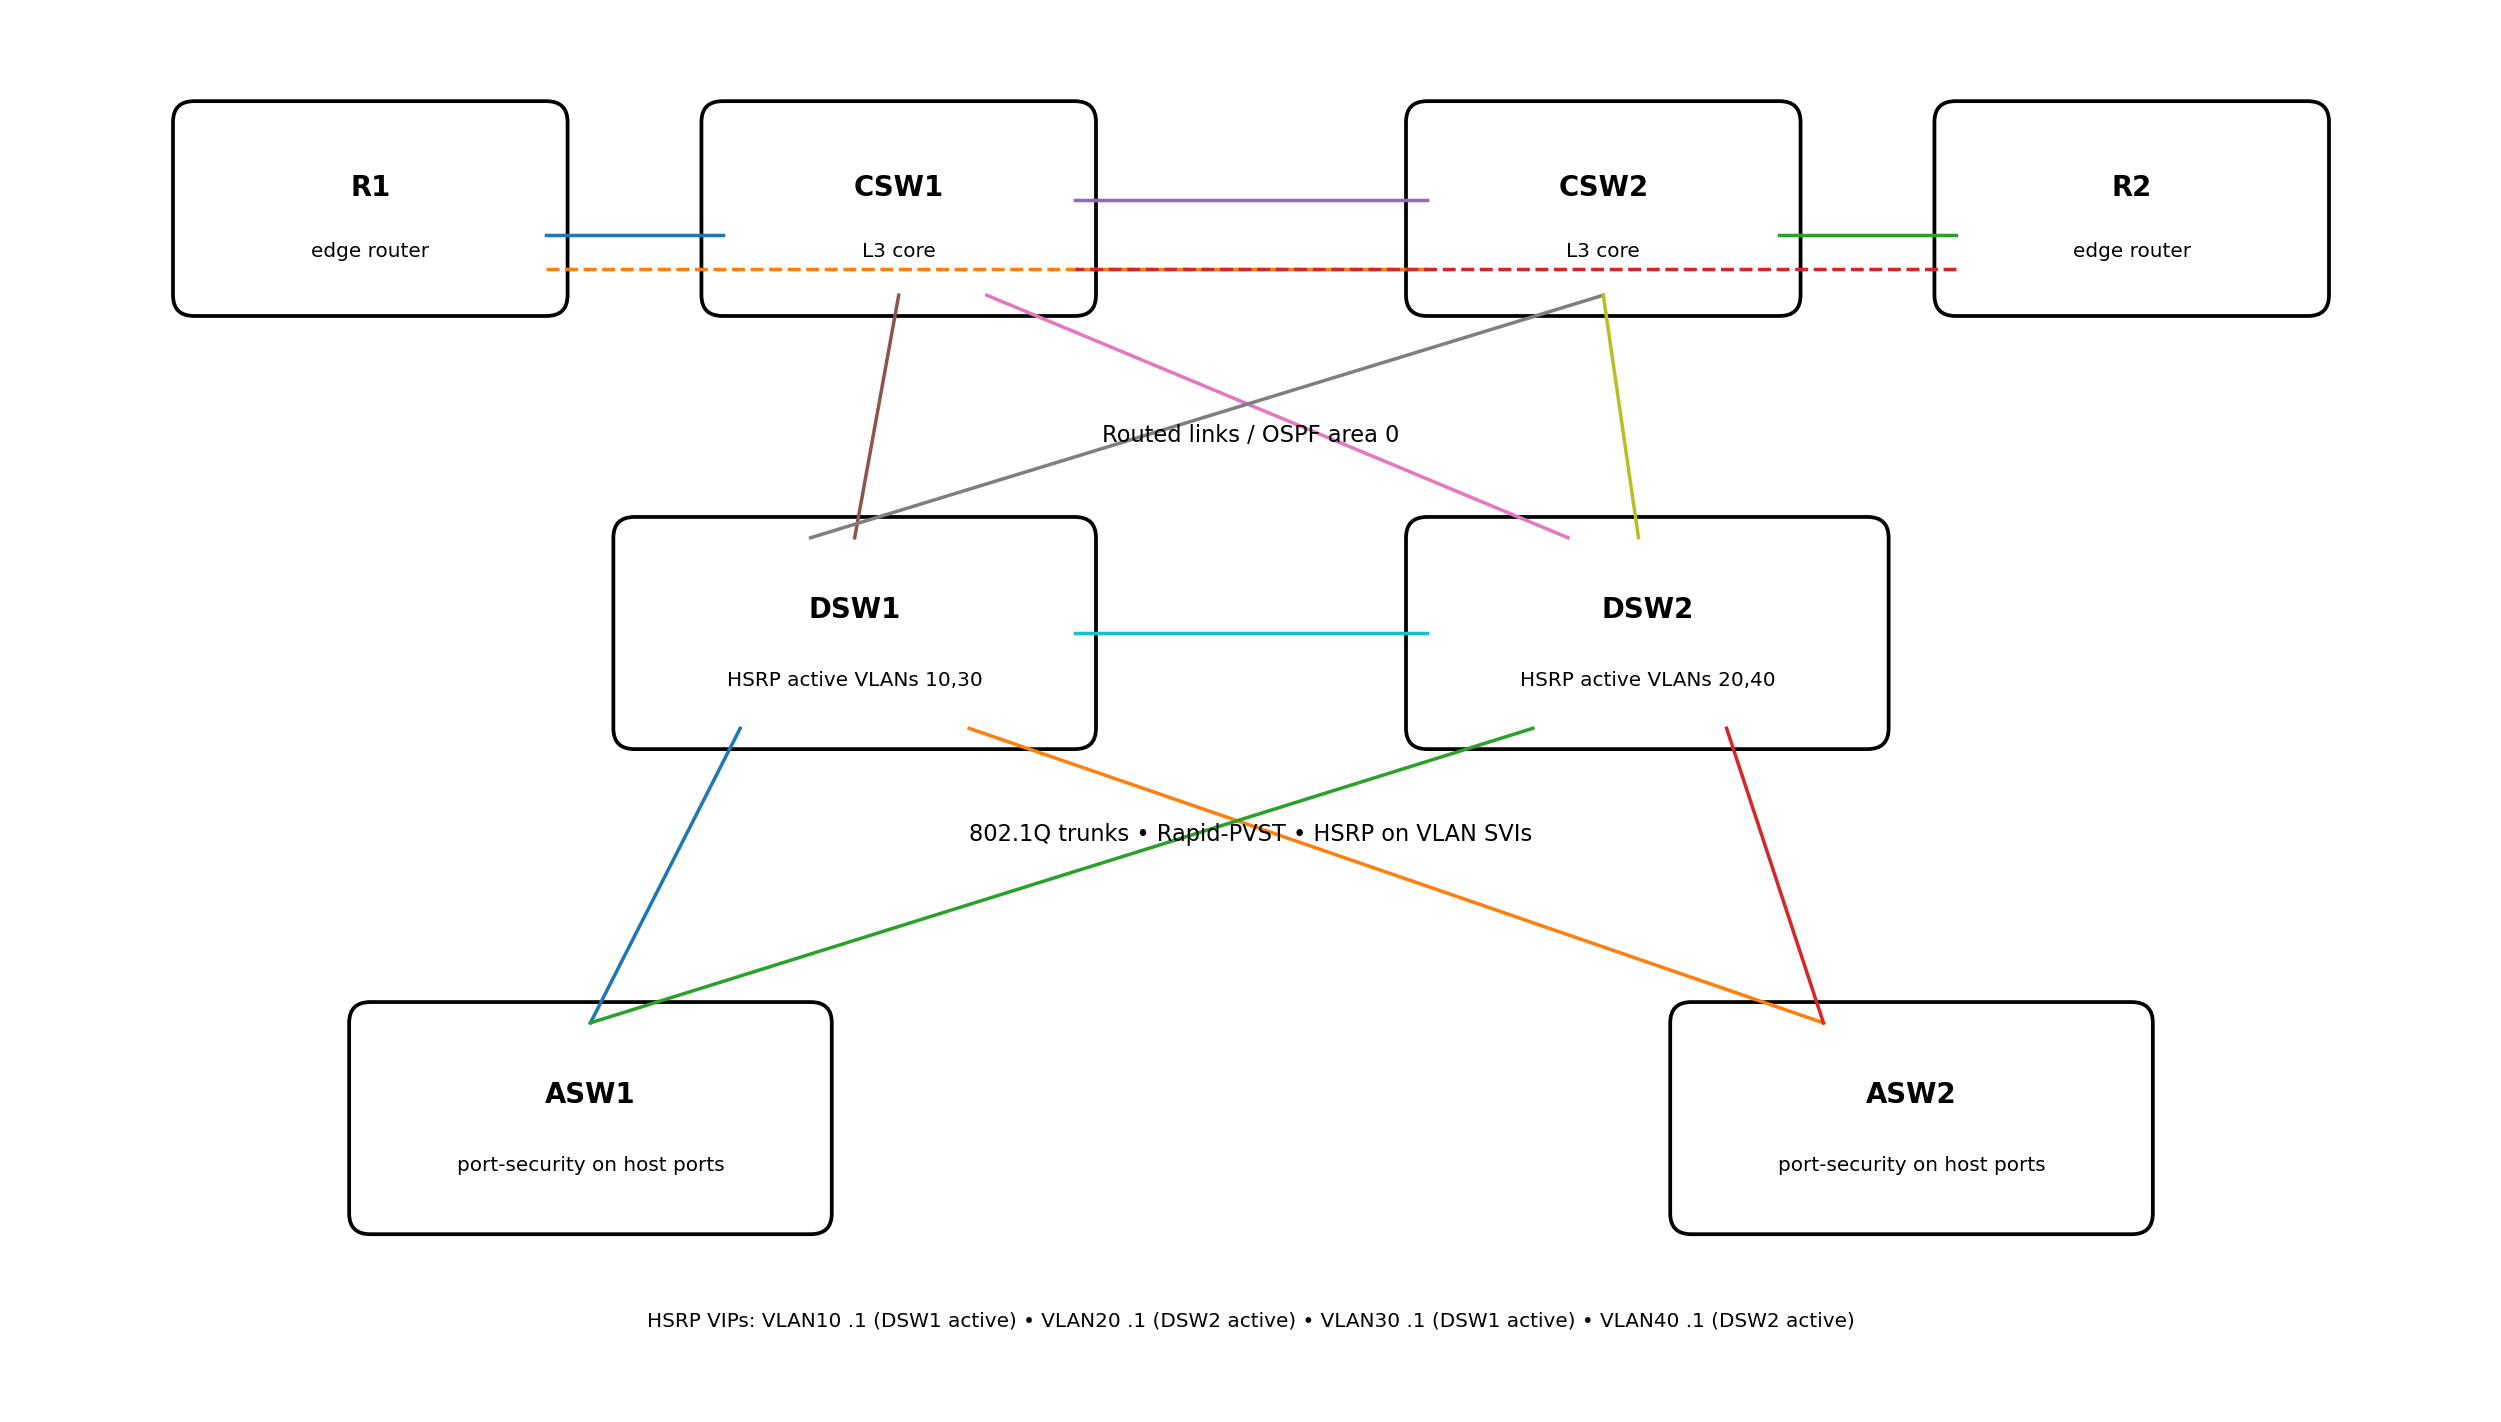 R1
CSW1
CSW2
R2
edge router
L3 core
L3 core
edge router
Routed links / OSPF area 0
DSW1
DSW2
HSRP active VLANs 10,30
HSRP active VLANs 20,40
802.1Q trunks • Rapid-PVST • HSRP on VLAN SVIs
ASW1
ASW2
port-security on host ports
port-security on host ports
HSRP VIPs: VLAN10 .1 (DSW1 active) • VLAN20 .1 (DSW2 active) • VLAN30 .1 (DSW1 active) • VLAN40 .1 (DSW2 active)